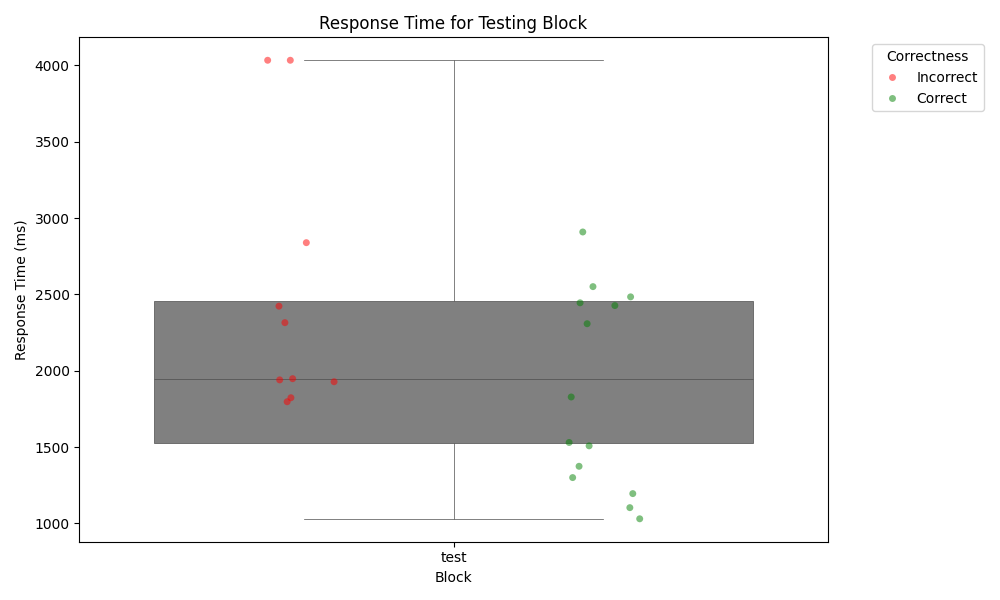 Response Time for Testing Block
Correctness
Incorrect
Correct
4000
3500
3000
2500
2000
1500
1000
Response Time (ms)
test
Block